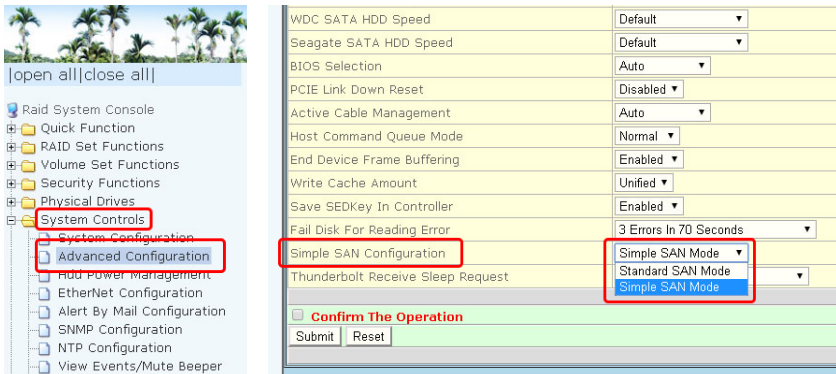 |open all|close all|
Raid System Console
Quick Function
RAID Set Functions
Volume Set Functions
Security Functions
Physical Drives
System Controls
System Configuration
Advanced Configuration
Hdd Power Management
EtherNet Configuration
Alert By Mail Configuration
SNMP Configuration
NTP Configuration
View Events/Mute Beeper
WDC SATA HDD Speed Default
Seagate SATA HDD Speed Default
BIOS Selection Auto
PCIE Link Down Reset Disabled
Active Cable Management Auto
Host Command Queue Mode Normal
End Device Frame Buffering Enabled
Write Cache Amount Unified
Save SEDKey In Controller Enabled
Fail Disk For Reading Error 3 Errors In 70 Seconds
Simple SAN Configuration Simple SAN Mode
Standard SAN Mode
Thunderbolt Receive Sleep Request
Simple SAN Mode
Confirm The Operation
Submit Reset